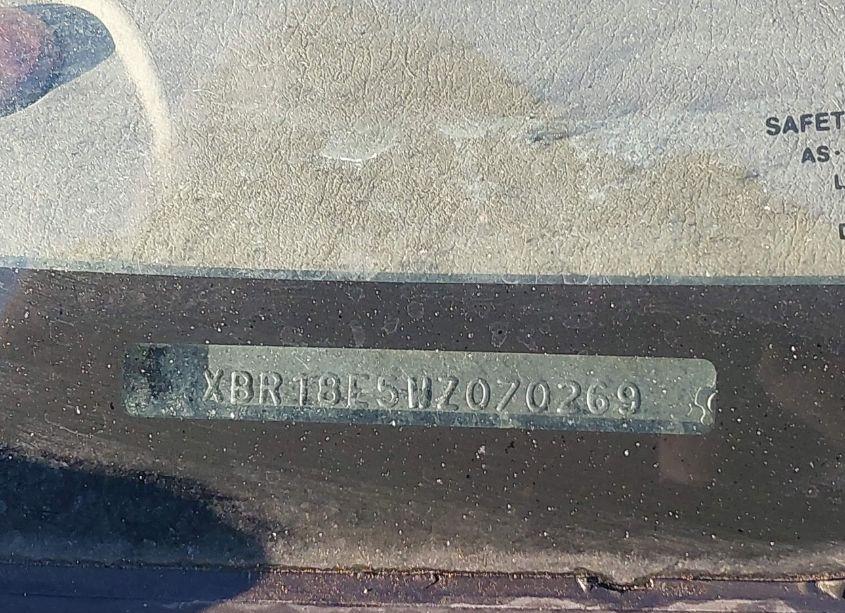 SAFET
AS-
L
D
XBR18E5WZ070269